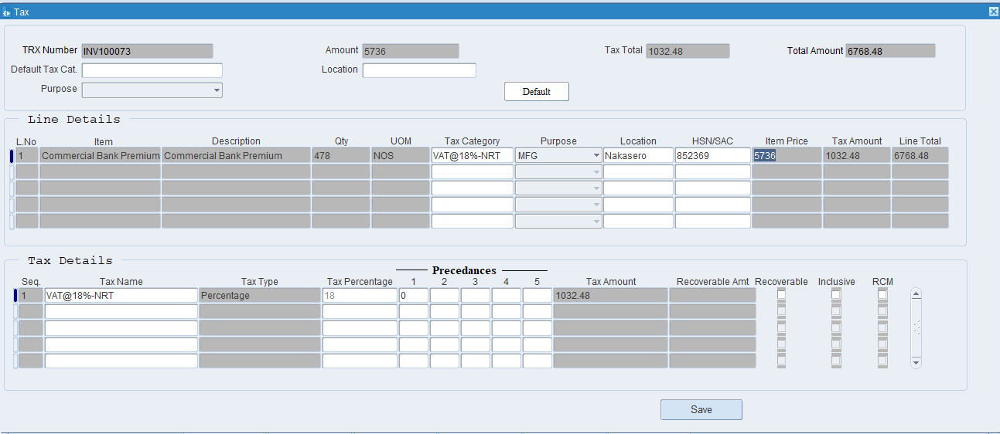 Tax
TRX Number INV100073 Amount 5736 Tax Total 1032.48 Total Amount 6768.48
Default Tax Cat. Location
Purpose Default
Line Details
L.No Item Description Qty UOM Tax Category Purpose Location HSN/SAC Item Price Tax Amount Line Total
1 Commercial Bank Premium Commercial Bank Premium 478 NOS VAT@18%-NRT MFG Nakasero 852369 5736 1032.48 6768.48
Tax Details
Precedances
Seq. Tax Name Tax Type Tax Percentage 1 2 3 4 5 Tax Amount Recoverable Amt Recoverable Inclusive RCM
1 VAT@18%-NRT Percentage 18 0 1032.48
Save